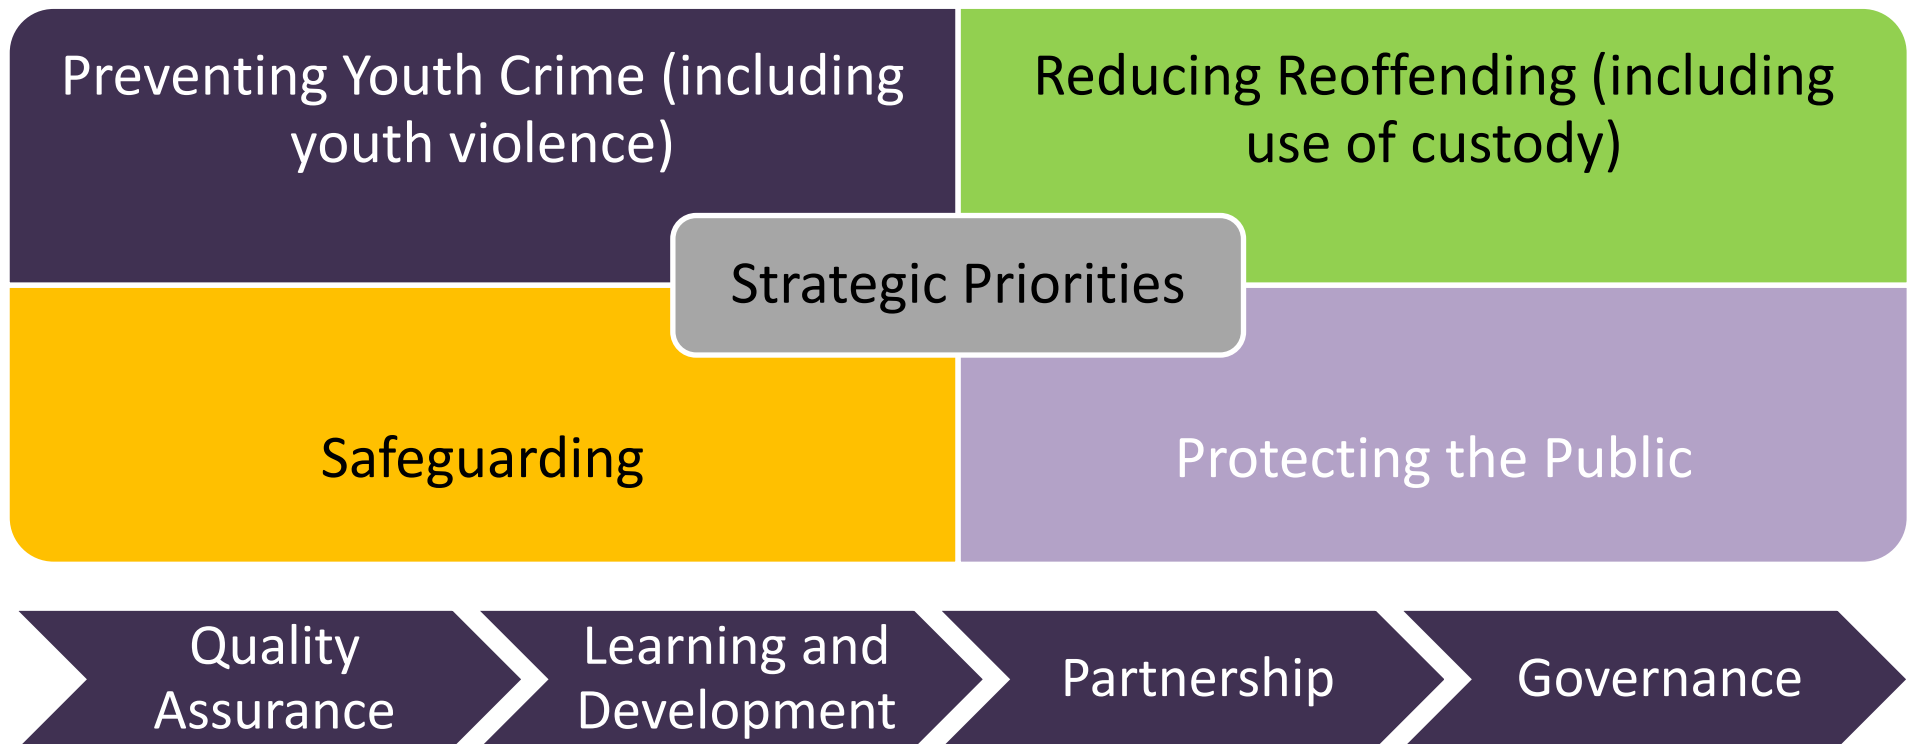 Preventing Youth Crime (including
youth violence)
Reducing Reoffending (including
use of custody)
Strategic Priorities
Safeguarding
Protecting the Public
Quality
Assurance
Learning and
Development
Partnership
Governance